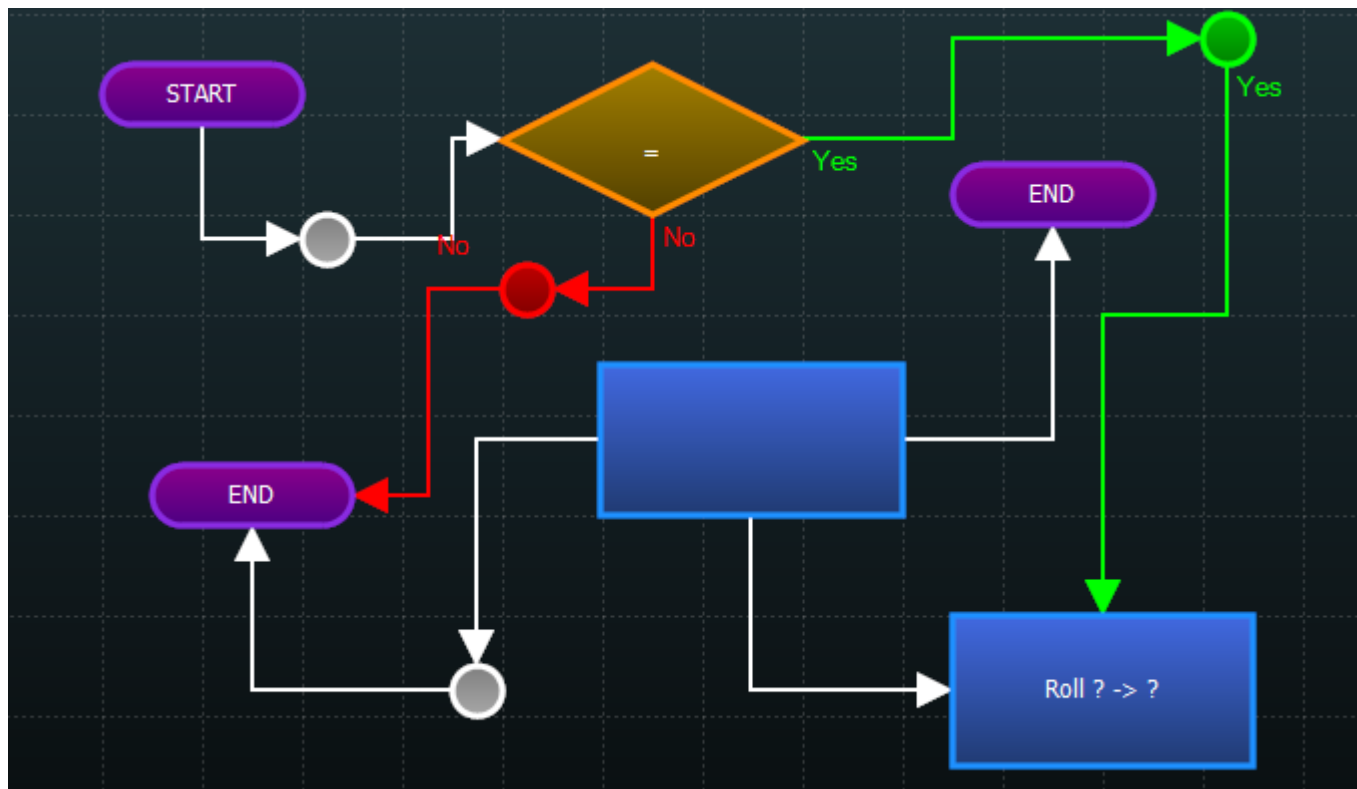 START
=
Yes
Yes
END
No
No
END
Roll ? -> ?